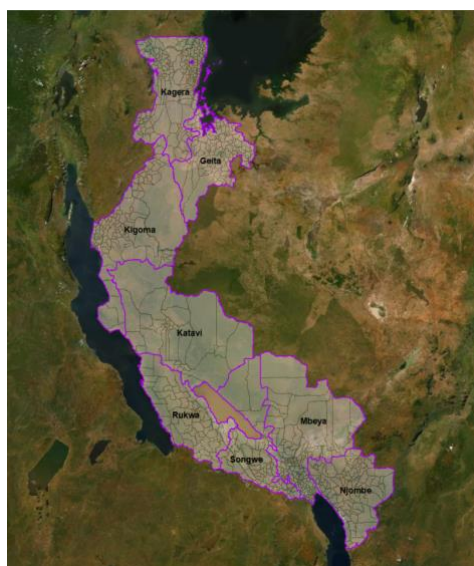 Kagera
Geita
Kigoma
Katavi
Rukwa
Mbeya
Songwe
Njombe